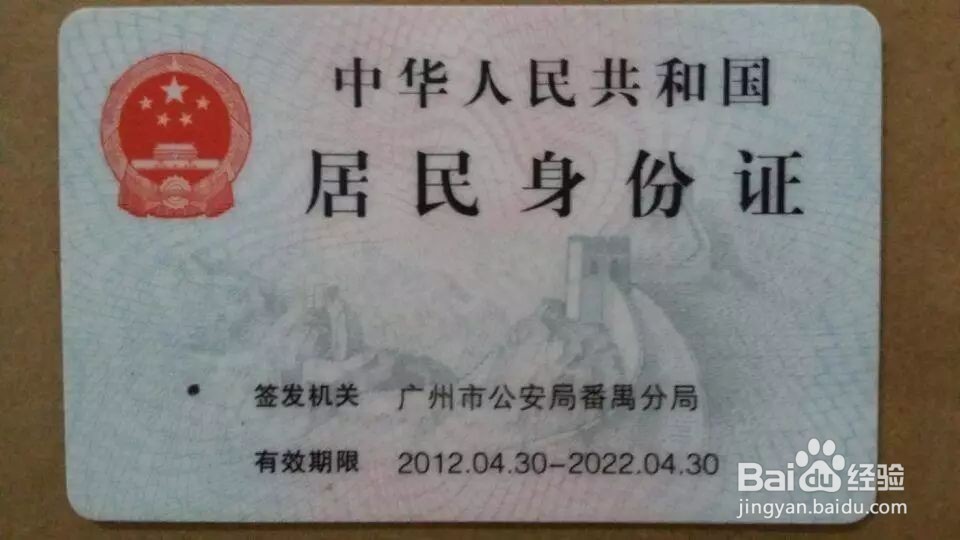 中华人民共和国
居民身份证
签发机关 广州市公安局番禺分局
有效期限 2012.04.30-2022.04.30
Baidu经验
jingyan.baidu.com